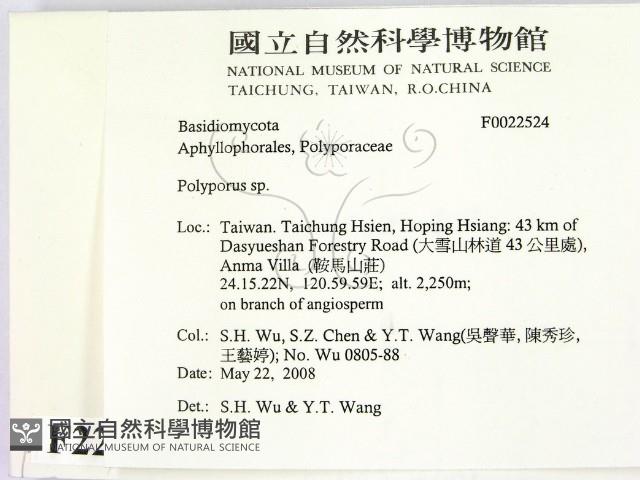 國立自然科學博物館
NATIONAL MUSEUM OF NATURAL SCIENCE
TAICHUNG, TAIWAN, R.O.CHINA
Basidiomycota F0022524
Aphyllophorales, Polyporaceae
Polyporus sp.
Loc.: Taiwan. Taichung Hsien, Hoping Hsiang: 43 km of
Dasyueshan Forestry Road (大雪山林道 43 公里處),
Anma Villa (鞍馬山莊)
24.15.22N, 120.59.59E; alt. 2,250m;
on branch of angiosperm
Col.: S.H. Wu, S.Z. Chen & Y.T. Wang(吳聲華, 陳秀珍,
王藝婷); No. Wu 0805-88
Date: May 22, 2008
Det.: S.H. Wu & Y.T. Wang
F22
國立自然科學博物館
NATIONAL MUSEUM OF NATURAL SCIENCE